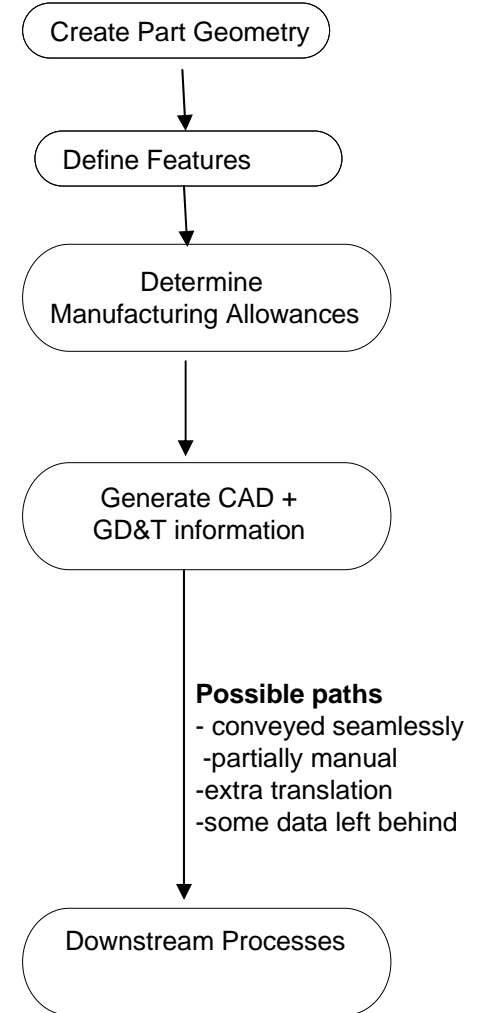 Create Part Geometry
Define Features
Determine
Manufacturing Allowances
Generate CAD +
GD&T information
Possible paths
- conveyed seamlessly
-partially manual
-extra translation
-some data left behind
Downstream Processes